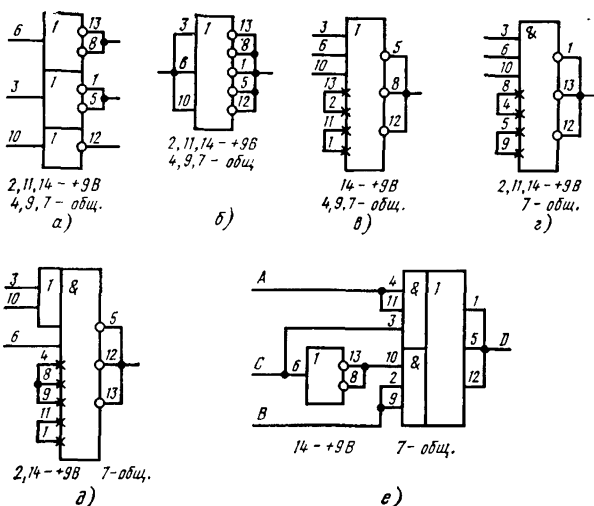 6 1 13
8
3 1 1
5
10 1 12
2,11,14 - +9В
4,9,7 - общ.
а)
3 1 13
8
6 1
5
10 12
2,11,14 - +9В
4,9,7 - общ
б)
3 1
6 5
10
13 8
2
11
1 12
14 - +9В
4,9,7 - общ.
в)
3 & 1
6
10
8 13
4
5
9 12
2,11,14 - +9В
7 - общ.
г)
3 1 &
10 5
6
4 12
8
9 13
11
1
2,14 - +9В 7-общ.
д)
A 4 & 1 1
11
3
C 6 1 13 10 5 D
8 & 2
B 9 12
14 - +9В 7-общ.
е)